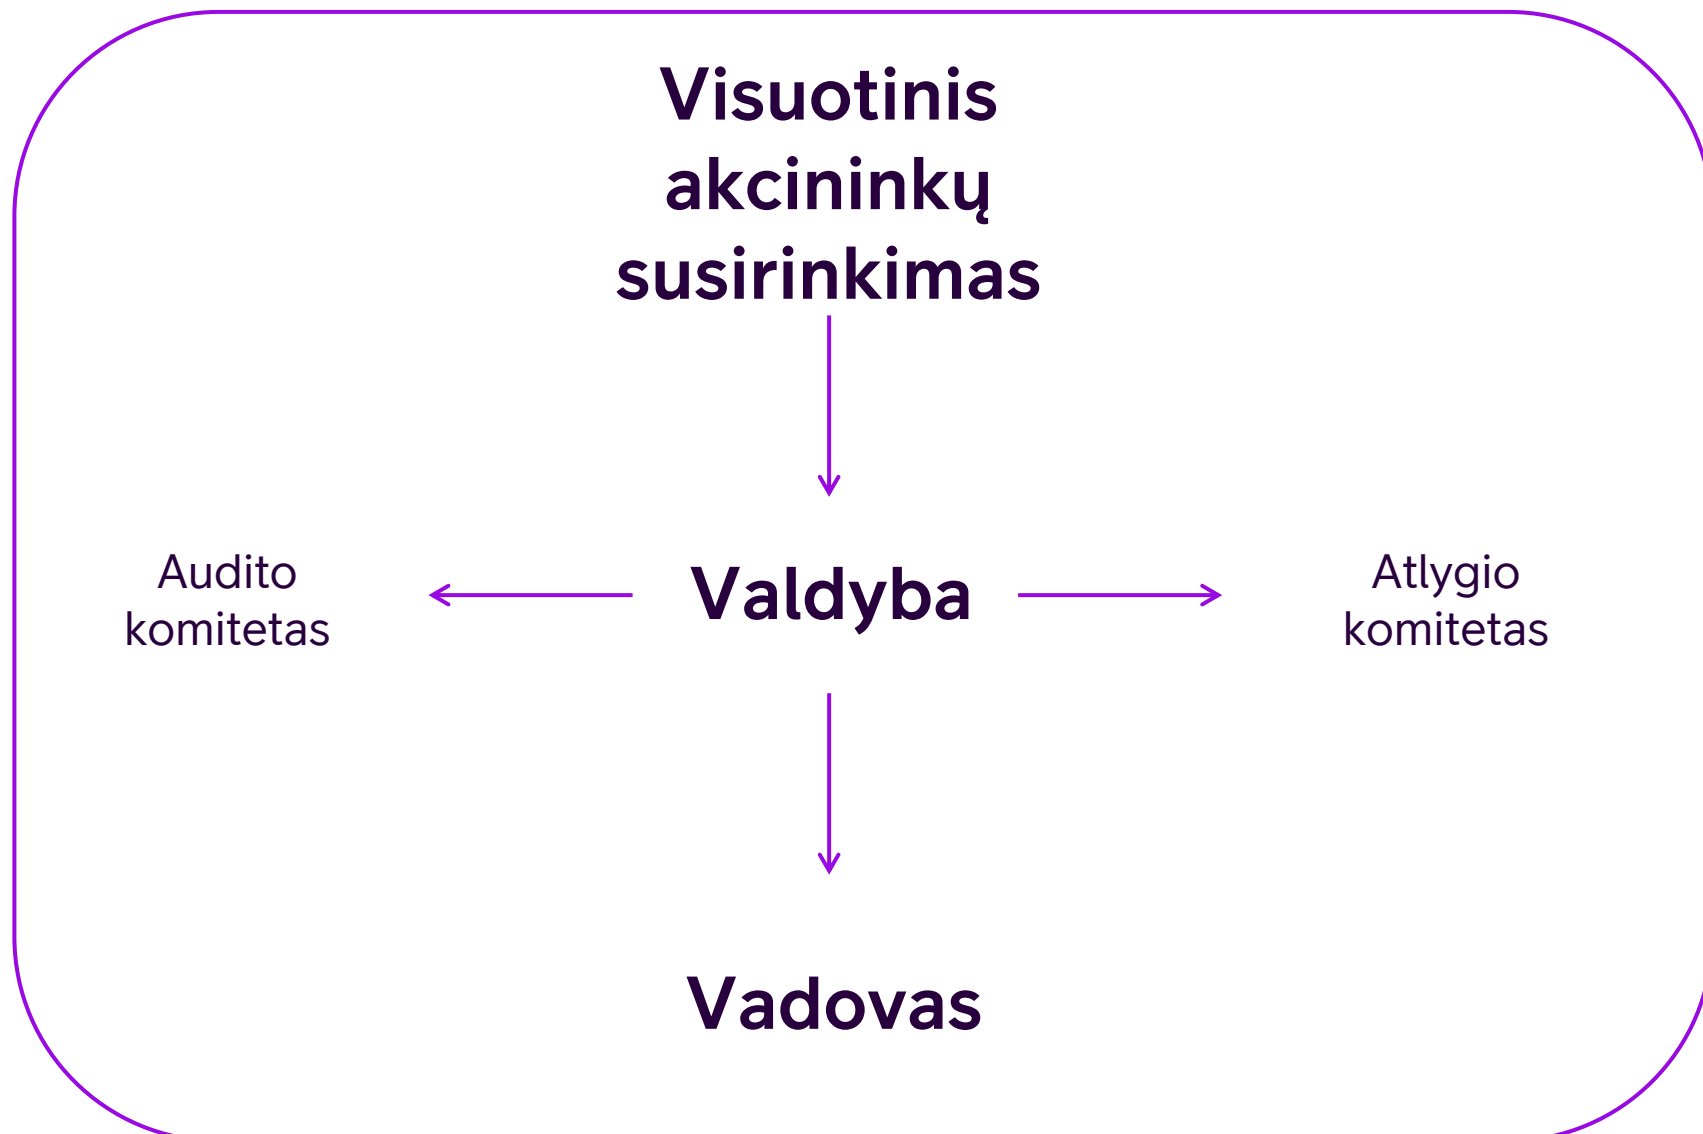 Visuotinis
akcininkų
susirinkimas
Audito
komitetas
Valdyba
Atlygio
komitetas
Vadovas